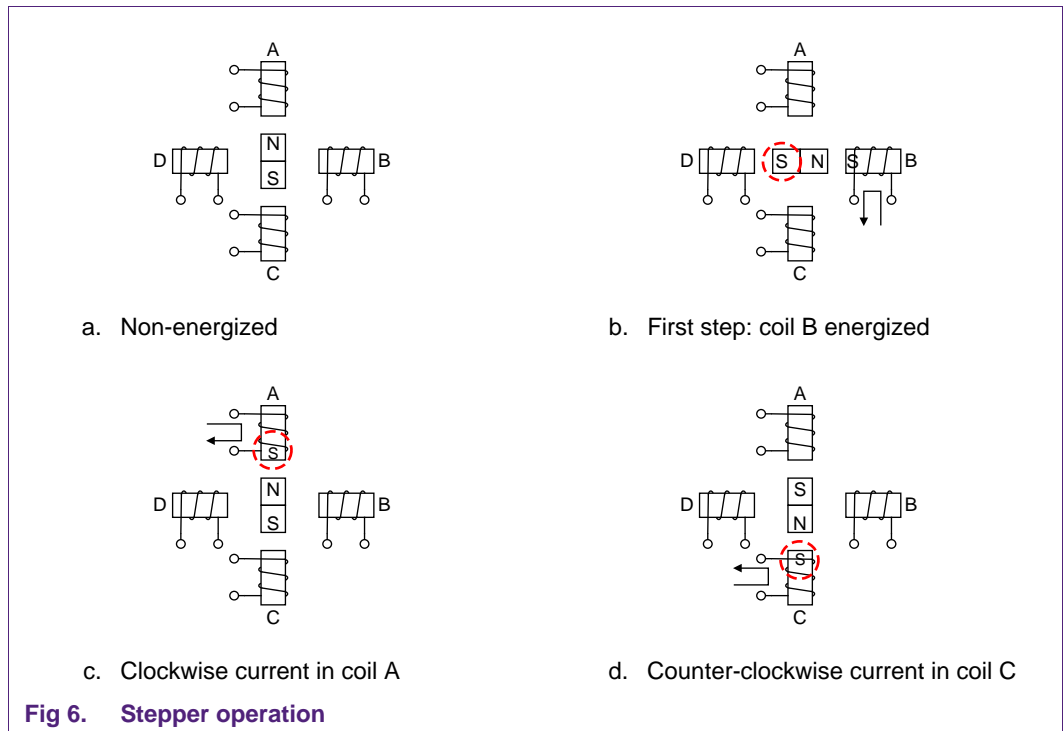 A
N
S
D
B
C
a. Non-energized
A
D
S N
S
B
C
b. First step: coil B energized
A
S
N
S
D
B
C
c. Clockwise current in coil A
A
S
N
D
B
S
C
d. Counter-clockwise current in coil C
Fig 6. Stepper operation